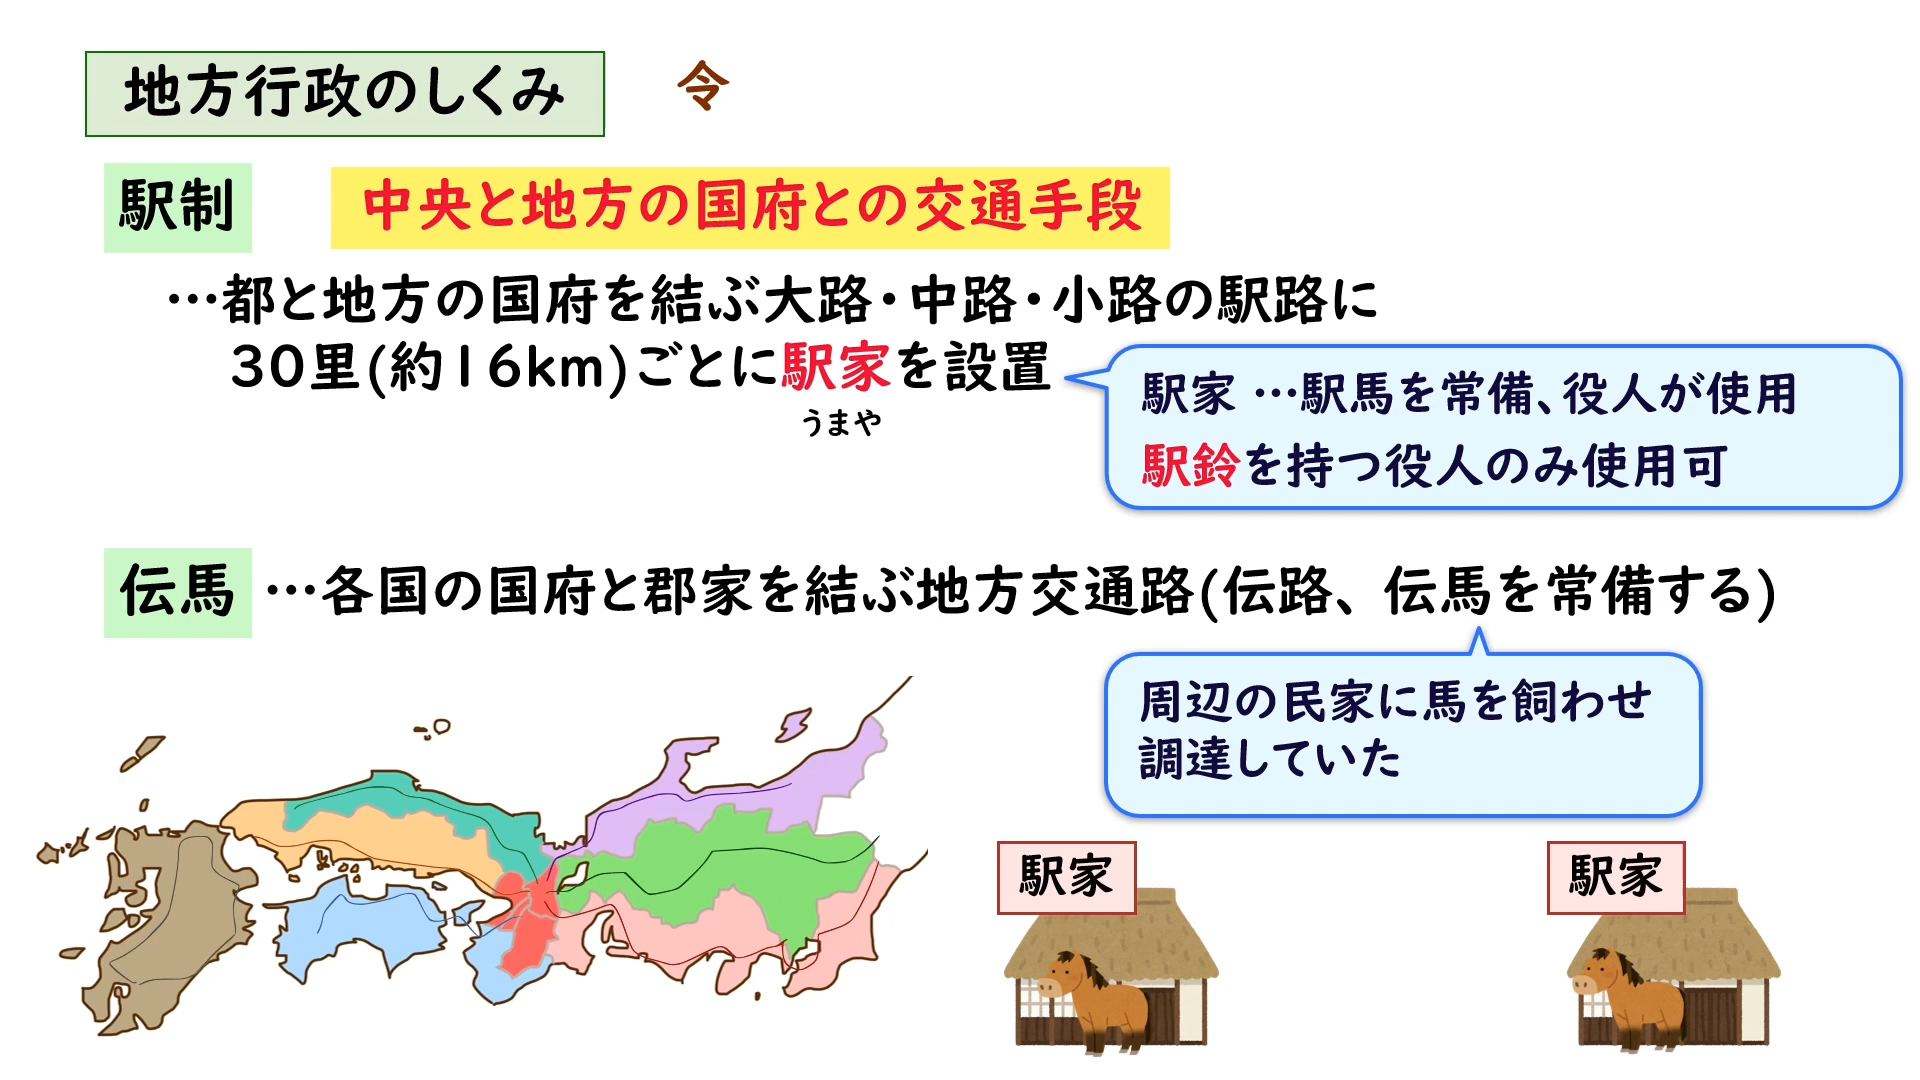 地方行政のしくみ
令
駅制
中央と地方の国府との交通手段
…都と地方の国府を結ぶ大路・中路・小路の駅路に
30里(約16km)ごとに駅家を設置
うまや
駅家 …駅馬を常備、役人が使用
駅鈴を持つ役人のみ使用可
伝馬
…各国の国府と郡家を結ぶ地方交通路(伝路、伝馬を常備する)
周辺の民家に馬を飼わせ
調達していた
駅家
駅家